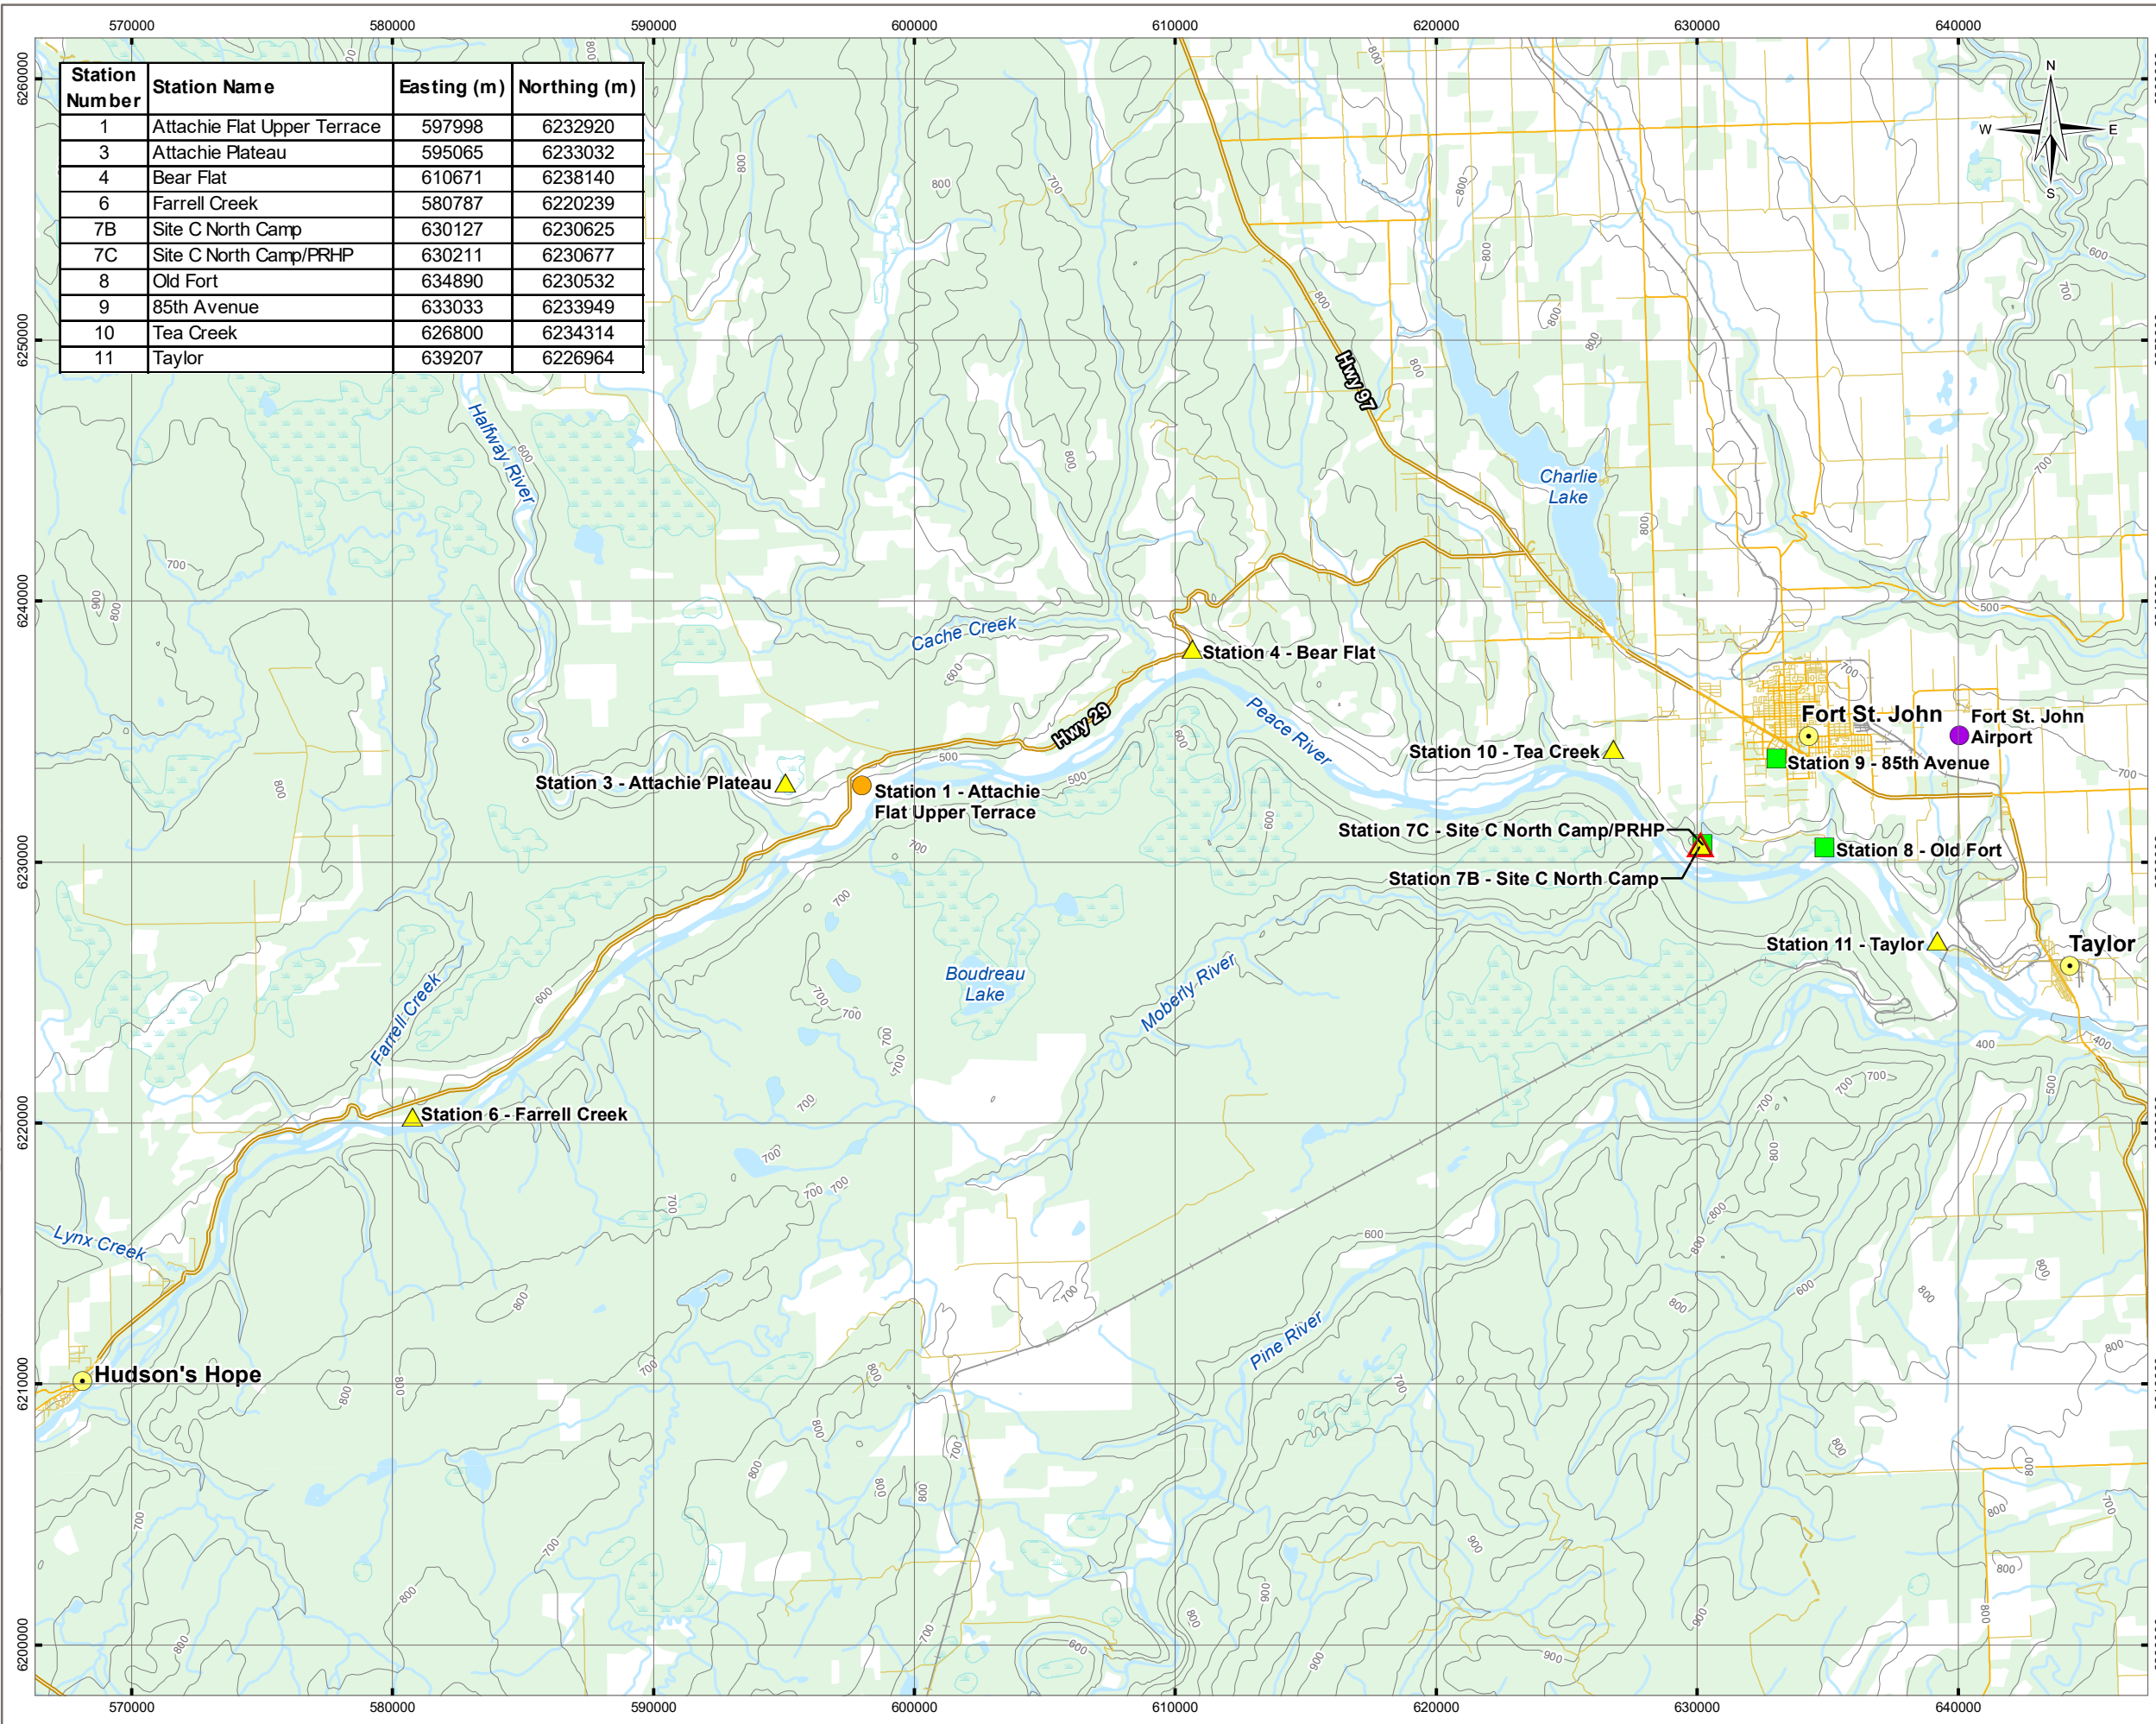 570000 580000 590000 600000 610000 620000 630000 640000
Station Number Station Name Easting (m) Northing (m)
1 Attachie Flat Upper Terrace 597998 6232920
3 Attachie Plateau 595065 6233032
4 Bear Flat 610671 6238140
6 Farrell Creek 580787 6220239
7B Site C North Camp 630127 6230625
7C Site C North Camp/PRHP 630211 6230677
8 Old Fort 634890 6230532
9 85th Avenue 633033 6233949
10 Tea Creek 626800 6234314
11 Taylor 639207 6226964
N
W E
S
6260000
6250000
6240000
6230000
6220000
6210000
6200000
Halfway River
Hwy 97
Charlie
Lake
Cache Creek
Station 4 - Bear Flat
Hwy 29
Peace River
Fort St. John
Fort St. John
Airport
Station 10 - Tea Creek
Station 9 - 85th Avenue
Station 3 - Attachie Plateau
Station 1 - Attachie
Flat Upper Terrace
Station 7C - Site C North Camp/PRHP
Station 8 - Old Fort
Station 7B - Site C North Camp
Station 11 - Taylor
Taylor
Boudreau
Lake
Moberly River
Farrell Creek
Station 6 - Farrell Creek
Lynx Creek
Pine River
Hudson's Hope
570000 580000 590000 600000 610000 620000 630000 640000